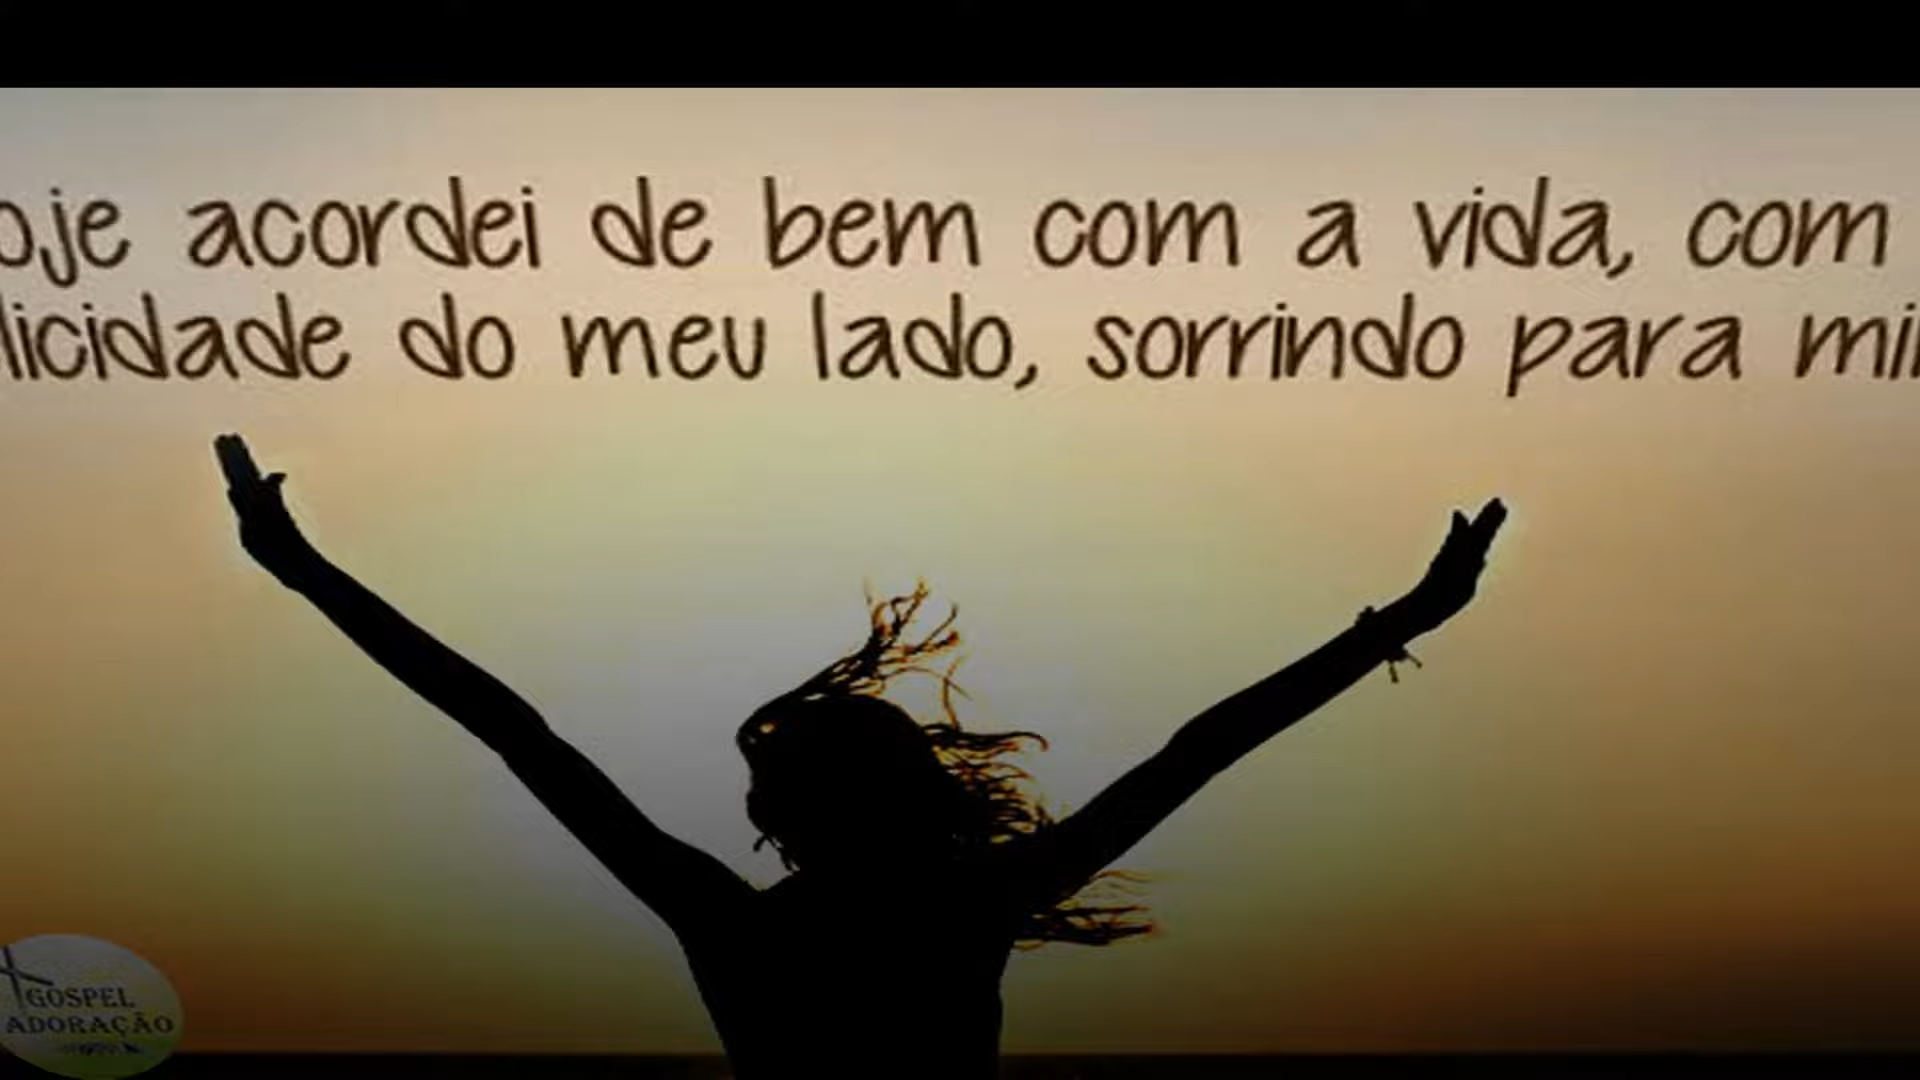 oje acordei de bem com a vida, com
licidade do meu lado, sorrindo para mi
GOSPEL
ADORAÇÃO